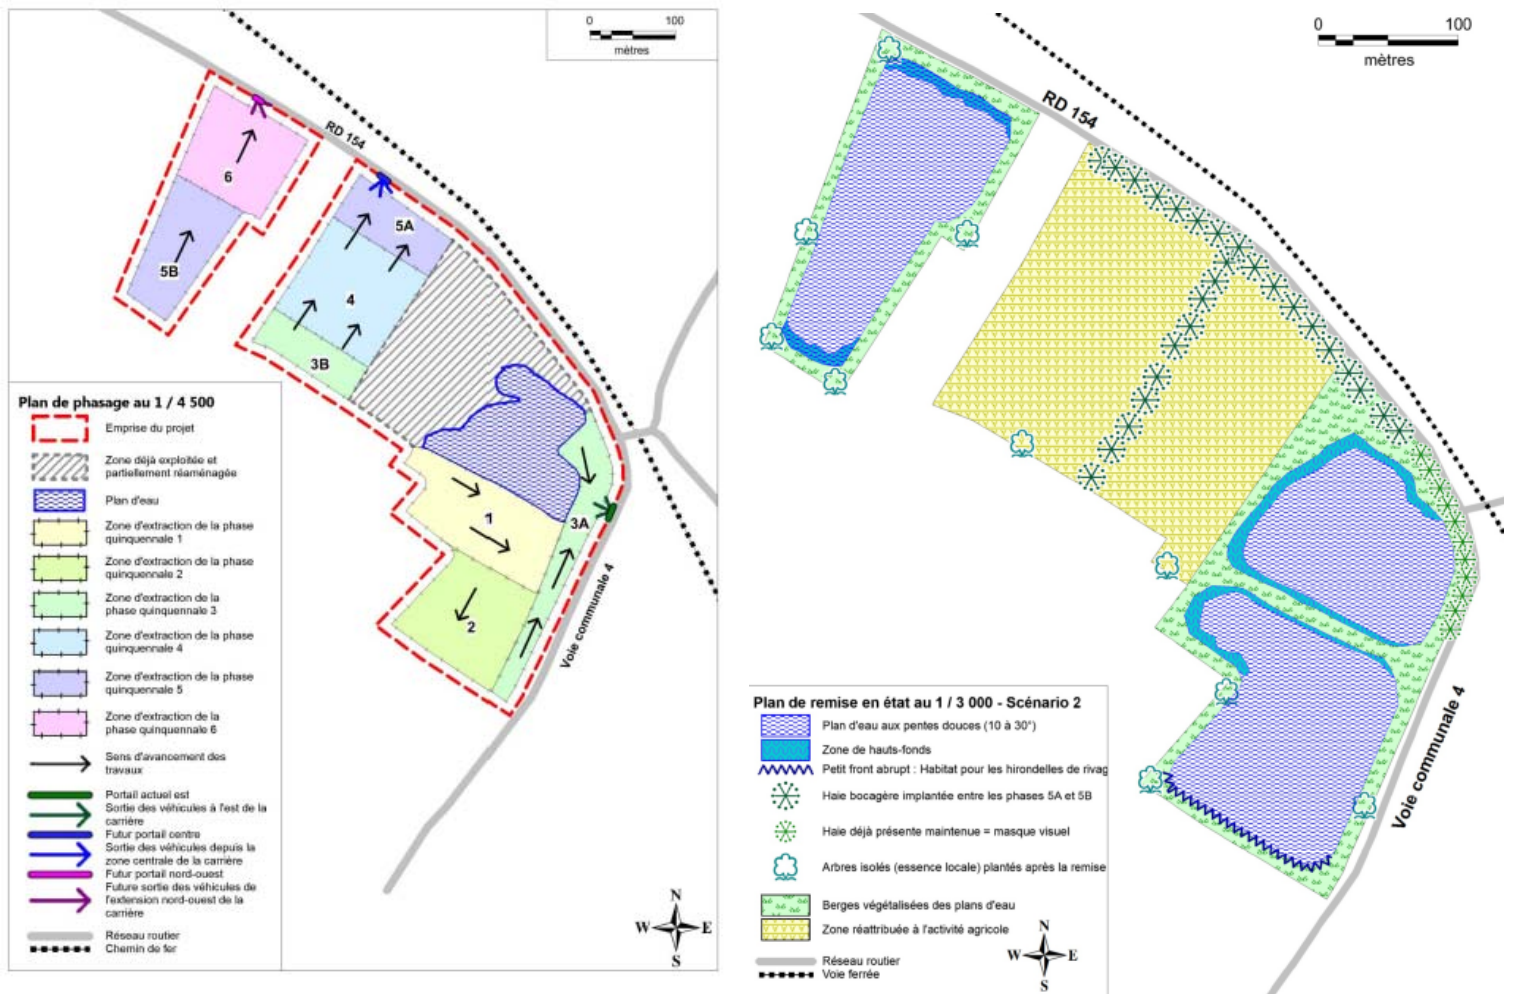 0 100
mètres
RD 154
6
5A
5B
4
3B
1
3A
2
Voie communale 4
Plan de phasage au 1 / 4 500
Emprise du projet
Zone déjà exploitée et
partiellement réaménagée
Plan d'eau
Zone d'extraction de la phase
quinquennale 1
Zone d'extraction de la phase
quinquennale 2
Zone d'extraction de la
phase quinquennale 3
Zone d'extraction de la phase
quinquennale 4
Zone d'extraction de la phase
quinquennale 5
Zone d'extraction de la
phase quinquennale 6
Sens d'avancement des
travaux
Portail actuel est
Sortie des véhicules à l'est de la
carrière
Futur portail centre
Sortie des véhicules depuis la
zone centrale de la carrière
Futur portail nord-ouest
Future sortie des véhicules de
l'extension nord-ouest de la
carrière
Réseau routier
Chemin de fer
N
W E
S
0 100
mètres
RD 154
Voie communale 4
Plan de remise en état au 1 / 3 000 - Scénario 2
Plan d'eau aux pentes douces (10 à 30°)
Zone de hauts-fonds
Petit front abrupt : Habitat pour les hirondelles de rivag
Haie bocagère implantée entre les phases 5A et 5B
Haie déjà présente maintenue = masque visuel
Arbres isolés (essence locale) plantés après la remise
Berges végétalisées des plans d'eau
Zone réattribuée à l'activité agricole
Réseau routier
Voie ferrée
N
W E
S